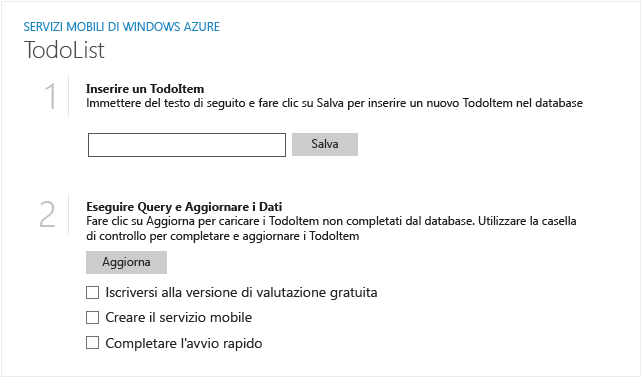 SERVIZI MOBILI DI WINDOWS AZURE
TodoList
1
Inserire un TodoItem
Immettere del testo di seguito e fare clic su Salva per inserire un nuovo TodoItem nel database
Salva
2
Eseguire Query e Aggiornare i Dati
Fare clic su Aggiorna per caricare i TodoItem non completati dal database. Utilizzare la casella
di controllo per completare e aggiornare i TodoItem
Aggiorna
Iscriversi alla versione di valutazione gratuita
Creare il servizio mobile
Completare l'avvio rapido